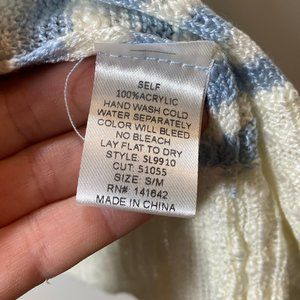 SELF
100%ACRYLIC
HAND WASH COLD
WATER SEPARATELY
COLOR WILL BLEED
NO BLEACH
LAY FLAT TO DRY
STYLE: SL9910
CUT: 51055
SIZE: S/M
RN#: 141642
MADE IN CHINA